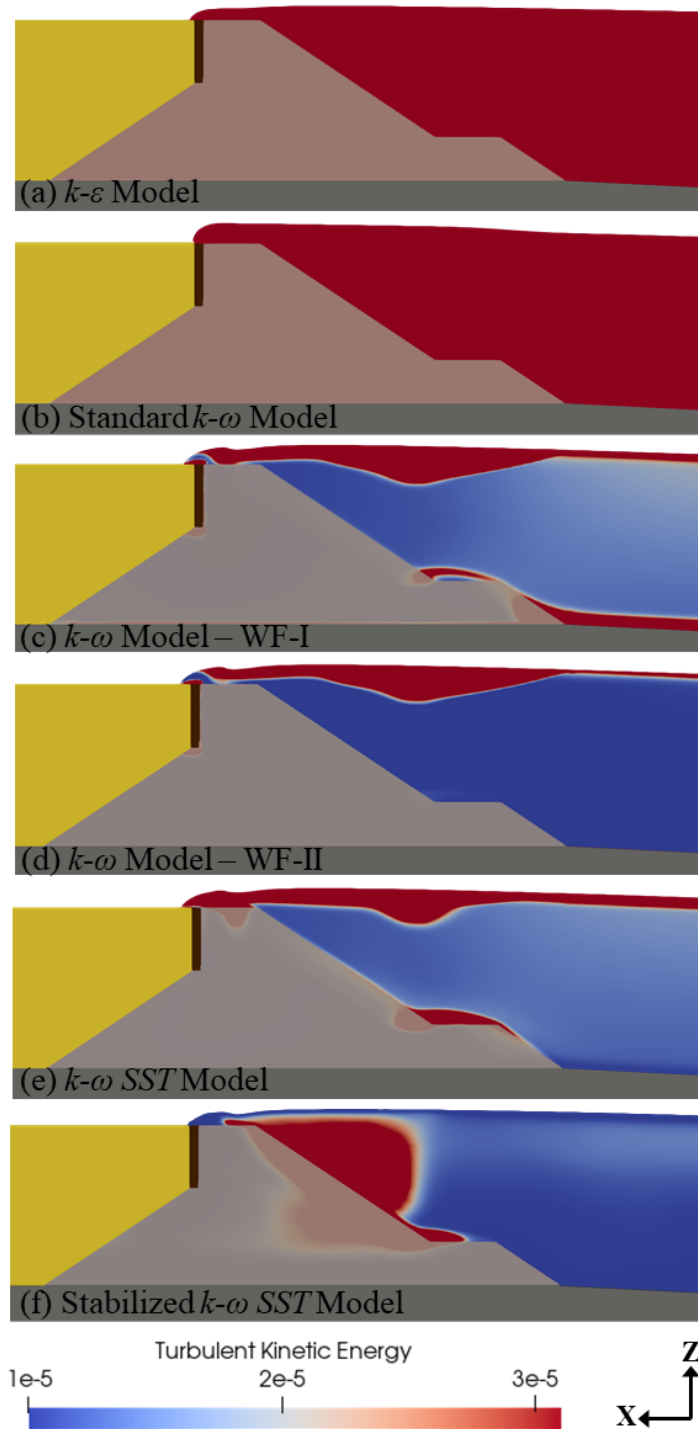 (a) k-ε Model
(b) Standard k-ω Model
(c) k-ω Model – WF-I
(d) k-ω Model – WF-II
(e) k-ω SST Model
(f) Stabilized k-ω SST Model
Turbulent Kinetic Energy
1e-5 2e-5 3e-5
Z
X